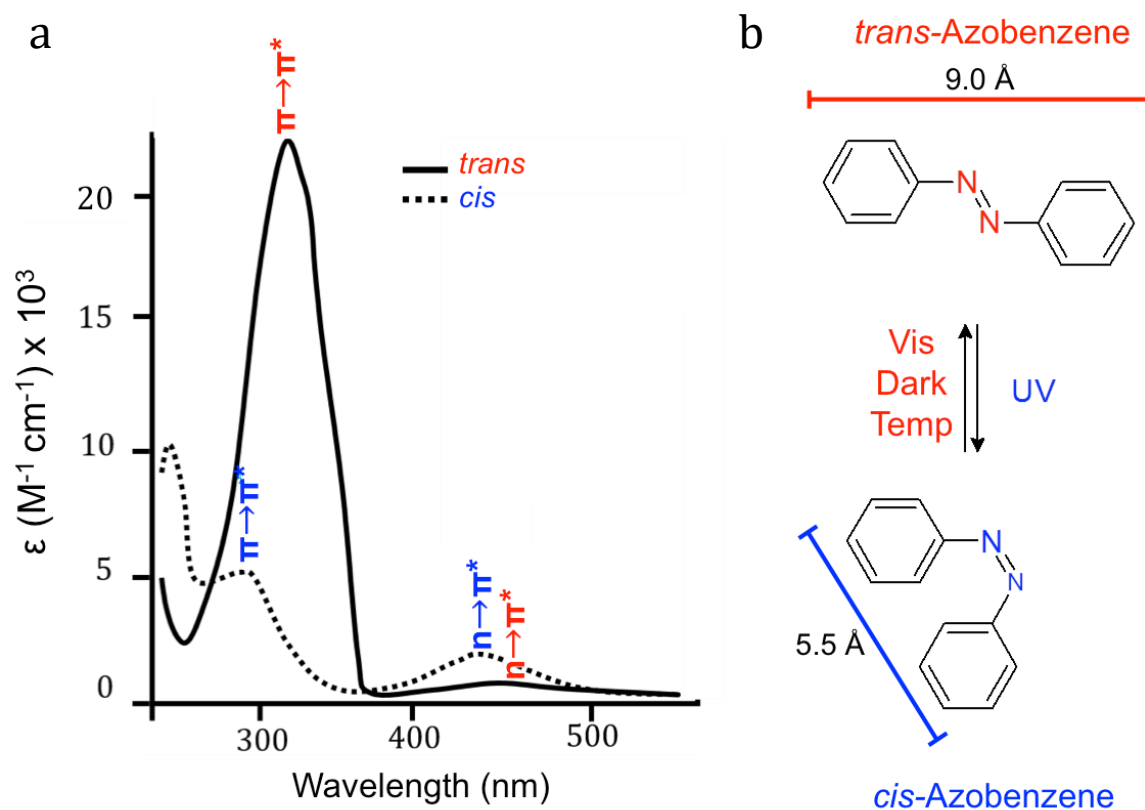 a
π→π*
trans
cis
20
15
10
5
0
ε (M⁻¹ cm⁻¹) x 10³
π→π*
n→π*
n→π*
300
400
500
Wavelength (nm)
b
trans-Azobenzene
9.0 Å
N
N
Vis
Dark
Temp
UV
N
N
5.5 Å
cis-Azobenzene